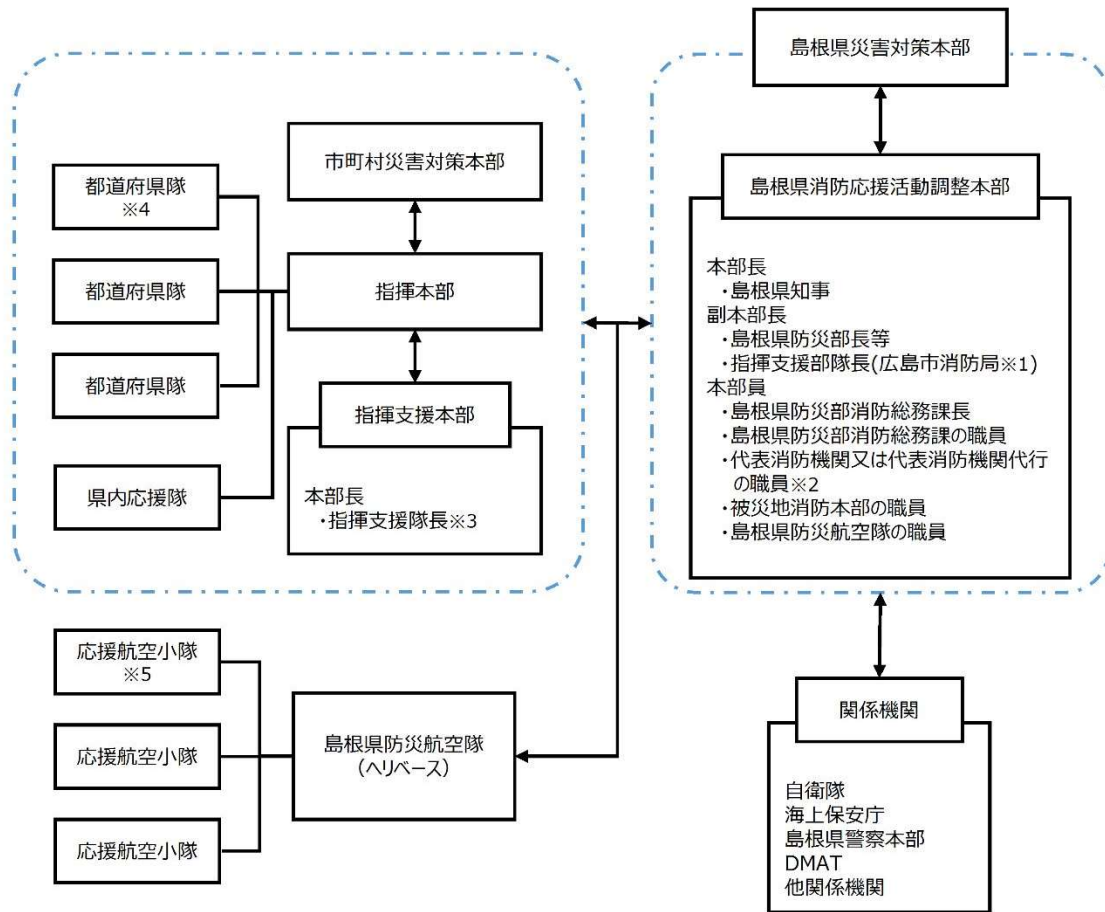 市町村災害対策本部
都道府県隊
※4
都道府県隊
指揮本部
都道府県隊
指揮支援本部
県内応援隊
本部長
・指揮支援隊長※3
島根県災害対策本部
島根県消防応援活動調整本部
本部長
・島根県知事
副本部長
・島根県防災部長等
・指揮支援部隊長(広島市消防局※1)
本部員
・島根県防災部消防総務課長
・島根県防災部消防総務課の職員
・代表消防機関又は代表消防機関代行
の職員※2
・被災地消防本部の職員
・島根県防災航空隊の職員
応援航空小隊
※5
応援航空小隊
応援航空小隊
島根県防災航空隊
(ヘリベース)
関係機関
自衛隊
海上保安庁
島根県警察本部
DMAT
他関係機関